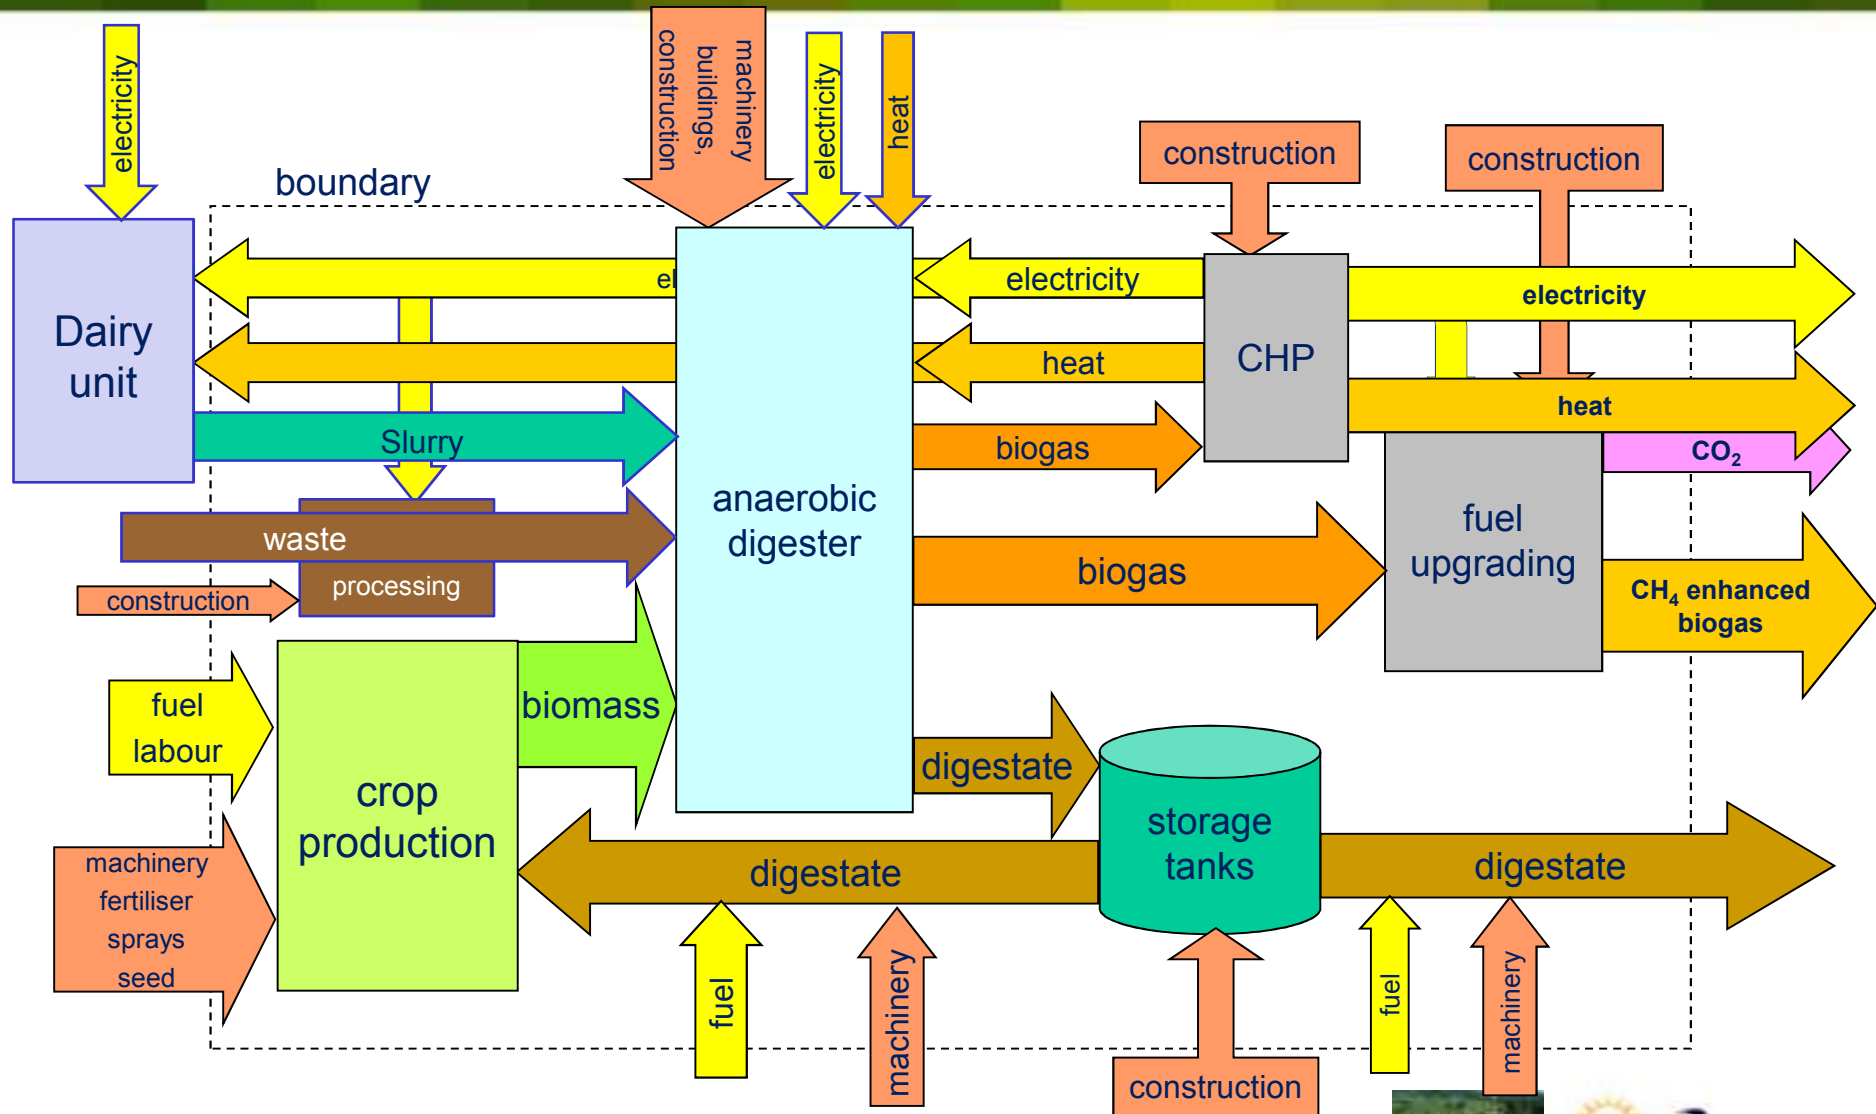 electricity
machinery
buildings,
construction
electricity
heat
construction
construction
boundary
Dairy
unit
el
electricity
electricity
heat
CHP
heat
Slurry
biogas
CO₂
waste
anaerobic
digester
fuel
upgrading
processing
construction
biogas
CH₄ enhanced
biogas
fuel
labour
biomass
crop
production
digestate
storage
tanks
machinery
fertiliser
sprays
seed
digestate
digestate
fuel
machinery
fuel
machinery
construction